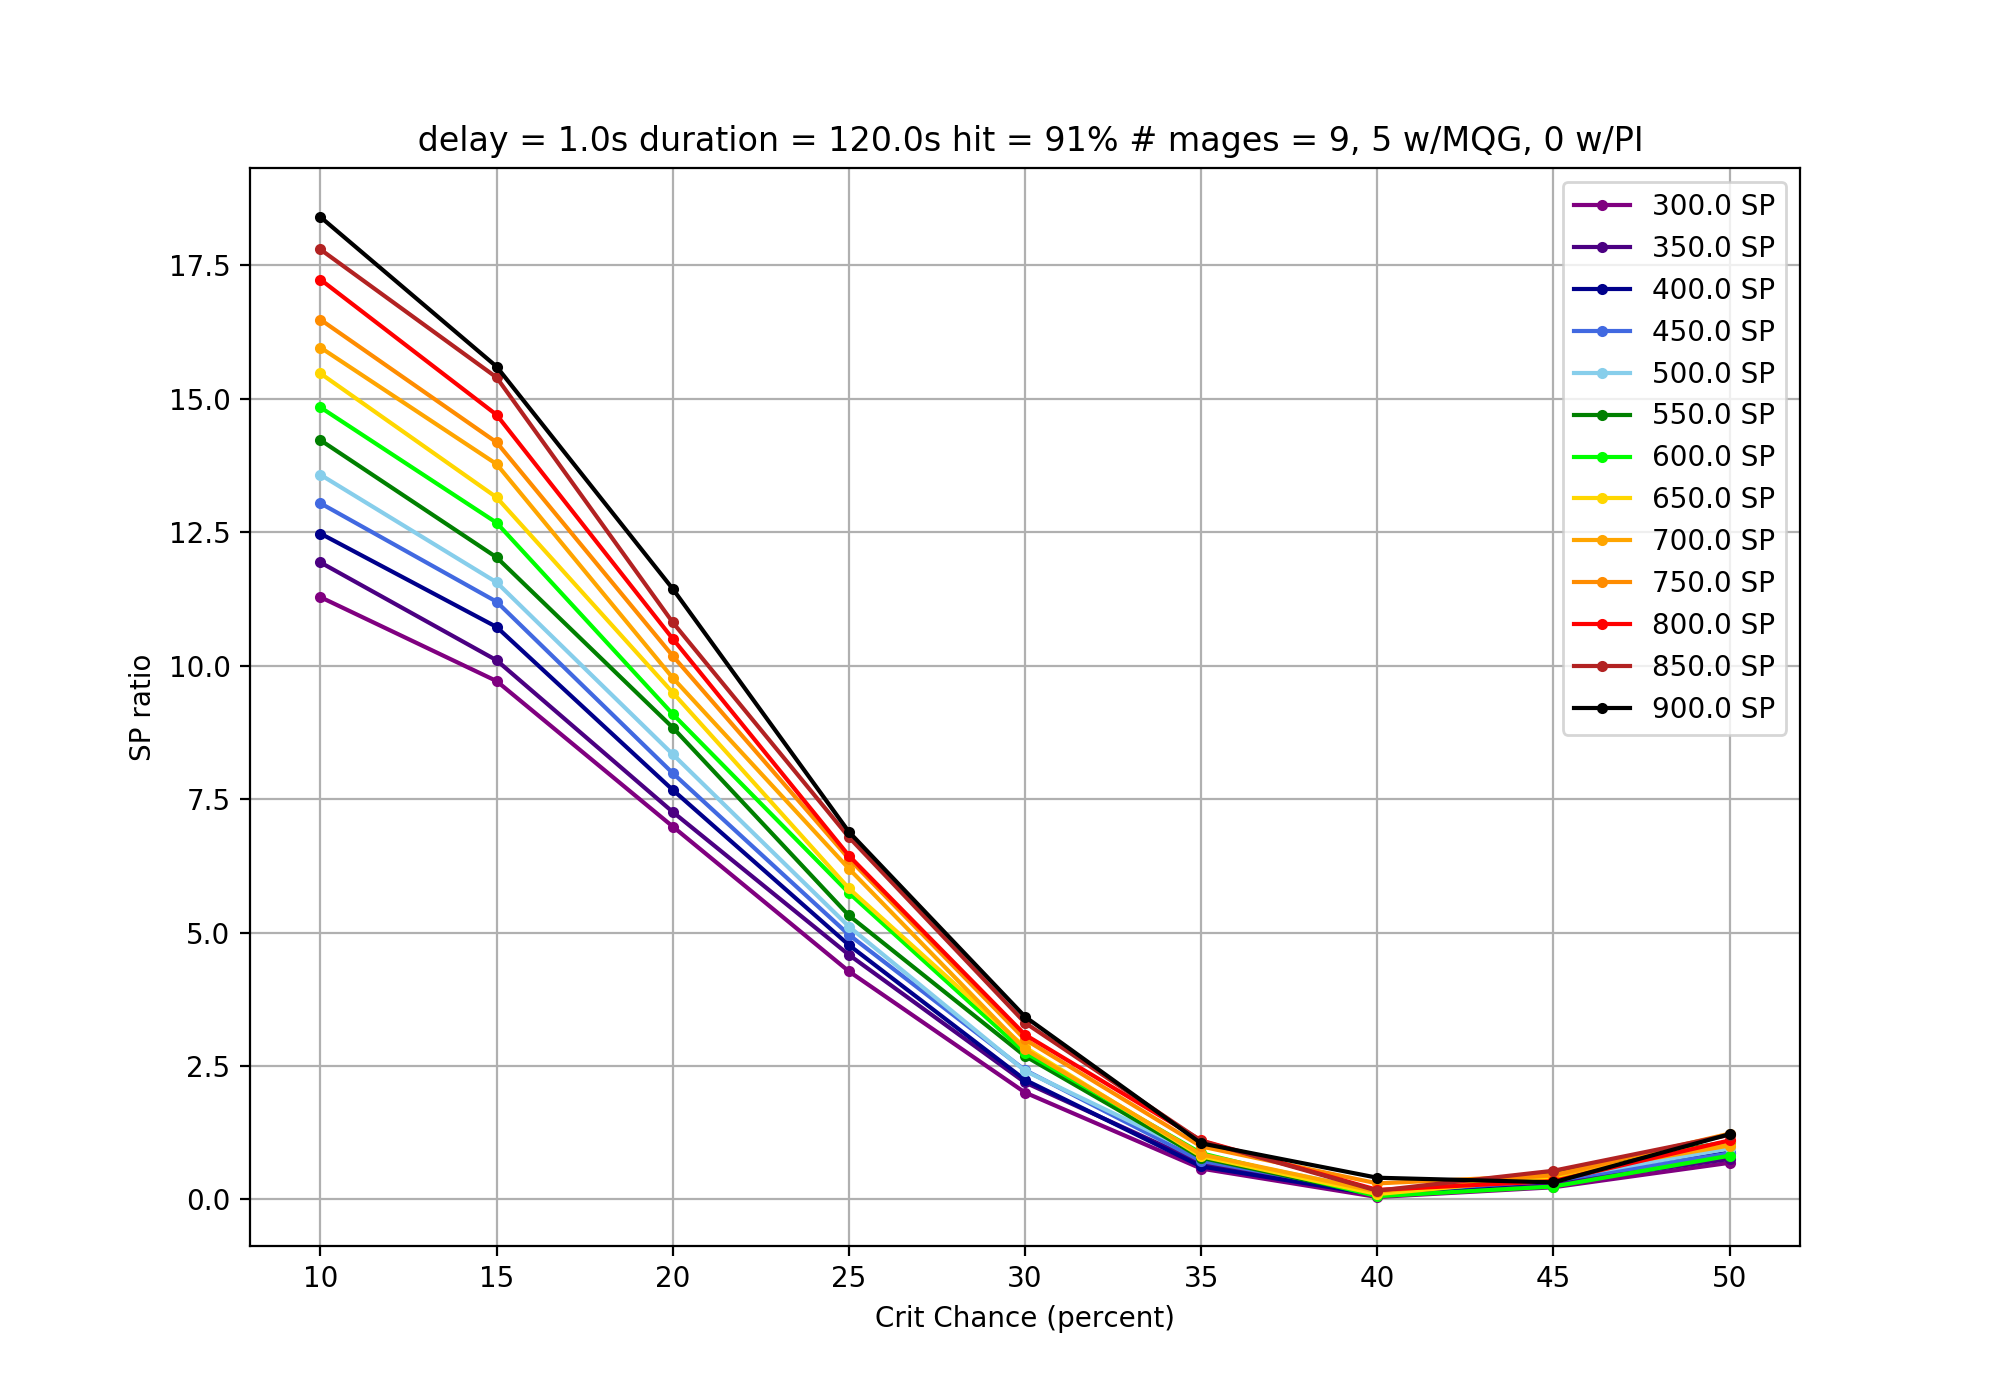 delay = 1.0s duration = 120.0s hit = 91% # mages = 9, 5 w/MQG, 0 w/PI
300.0 SP
350.0 SP
400.0 SP
450.0 SP
500.0 SP
550.0 SP
600.0 SP
650.0 SP
700.0 SP
750.0 SP
800.0 SP
850.0 SP
900.0 SP
SP ratio
17.5
15.0
12.5
10.0
7.5
5.0
2.5
0.0
10 15 20 25 30 35 40 45 50
Crit Chance (percent)